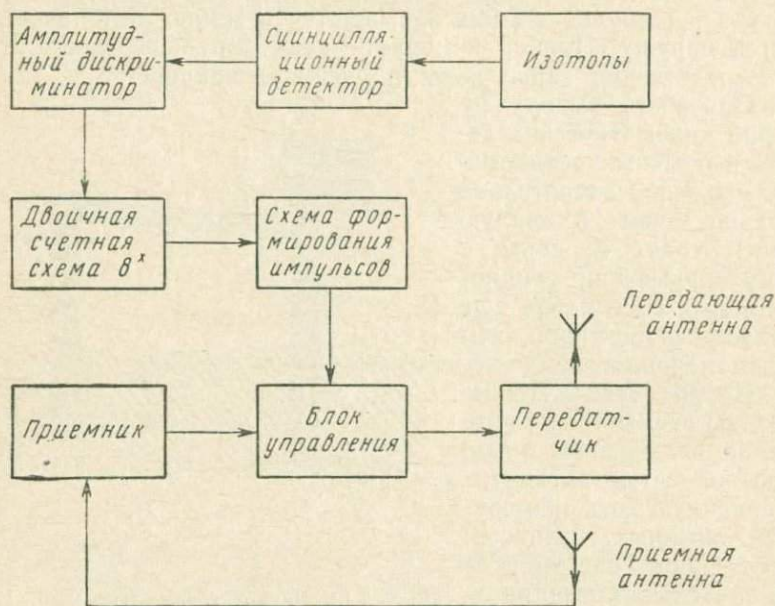 Амплитуд-
ный дискри-
минатор
Сцинцилля-
ционный
детектор
Изотопы
Двоичная
счетная
схема 8ˣ
Схема фор-
мирования
импульсов
Передающая
антенна
Приемник
Блок
управления
Передат-
чик
Приемная
антенна